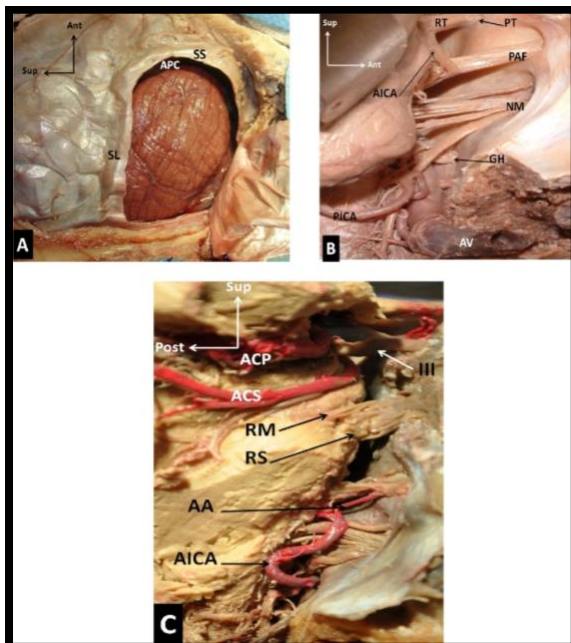 Ant
Sup
SS
APC
SL
A
Sup
Ant
RT
PT
PAF
AICA
NM
GH
PICA
AV
B
Sup
Post
ACP
III
ACS
RM
RS
AA
AICA
C